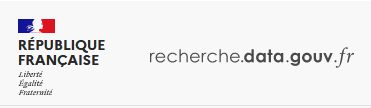 RÉPUBLIQUE
FRANÇAISE
Liberté
Égalité
Fraternité
recherche.data.gouv.fr